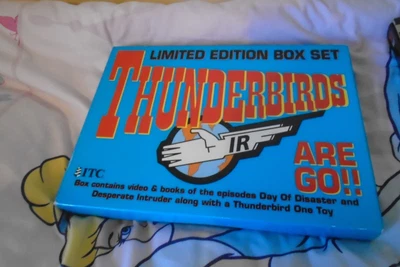 LIMITED EDITION BOX SET
THUNDERBIRDS
IR
ARE
GO!!
ITC
Box contains video & books of the episodes Day Of Disaster and
Desperate Intruder along with a Thunderbird One Toy